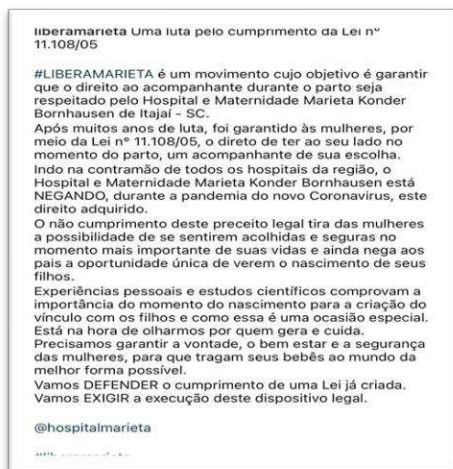 liberamarieta Uma luta pelo cumprimento da Lei nº
11.108/05
#LIBERAMARIETA é um movimento cujo objetivo é garantir
que o direito ao acompanhante durante o parto seja
respeitado pelo Hospital e Maternidade Marieta Konder
Bornhausen de Itajaí - SC.
Após muitos anos de luta, foi garantido às mulheres, por
meio da Lei nº 11.108/05, o direto de ter ao seu lado no
momento do parto, um acompanhante de sua escolha.
Indo na contramão de todos os hospitais da região, o
Hospital e Maternidade Marieta Konder Bornhausen está
NEGANDO, durante a pandemia do novo Coronavirus, este
direito adquirido.
O não cumprimento deste preceito legal tira das mulheres
a possibilidade de se sentirem acolhidas e seguras no
momento mais importante de suas vidas e ainda nega aos
pais a oportunidade única de verem o nascimento de seus
filhos.
Experiências pessoais e estudos científicos comprovam a
importância do momento do nascimento para a criação do
vínculo com os filhos e como essa é uma ocasião especial.
Está na hora de olharmos por quem gera e cuida.
Precisamos garantir a vontade, o bem estar e a segurança
das mulheres, para que tragam seus bebês ao mundo da
melhor forma possível.
Vamos DEFENDER o cumprimento de uma Lei já criada.
Vamos EXIGIR a execução deste dispositivo legal.
@hospitalmarieta